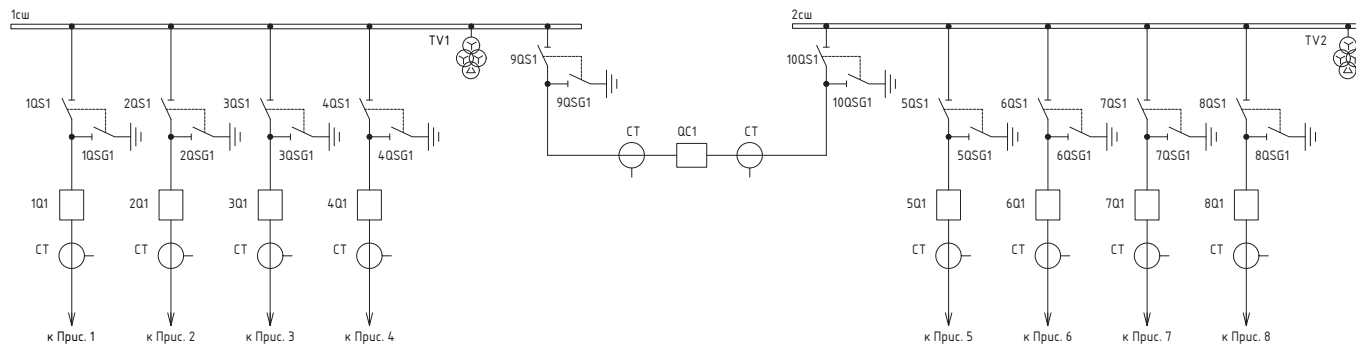 1сш
2сш
TV1
TV2
9QS1
10QS1
9QSG1
10QSG1
1QS1
2QS1
3QS1
4QS1
5QS1
6QS1
7QS1
8QS1
CT
QC1
CT
1QSG1
2QSG1
3QSG1
4QSG1
5QSG1
6QSG1
7QSG1
8QSG1
1Q1
2Q1
3Q1
4Q1
5Q1
6Q1
7Q1
8Q1
CT
CT
CT
CT
CT
CT
CT
CT
к Прис. 1
к Прис. 2
к Прис. 3
к Прис. 4
к Прис. 5
к Прис. 6
к Прис. 7
к Прис. 8